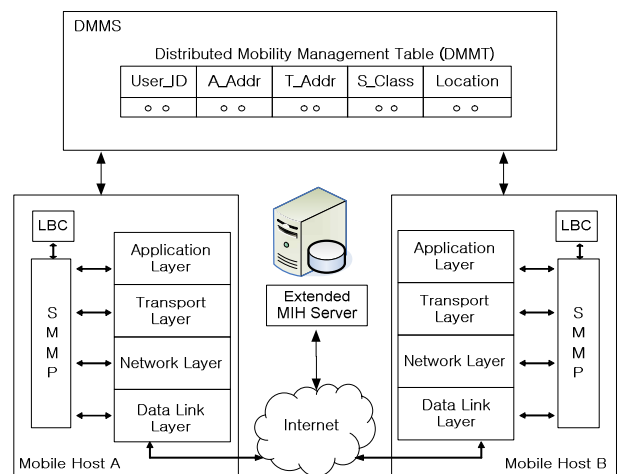 DMMS
Distributed Mobility Management Table (DMMT)
User_ID A_Addr T_Addr S_Class Location
LBC
Application
Layer
Transport
Layer
Network Layer
Data Link
Layer
S
M
M
P
Mobile Host A
Extended
MIH Server
Internet
LBC
Application
Layer
Transport
Layer
Network Layer
Data Link
Layer
S
M
M
P
Mobile Host B